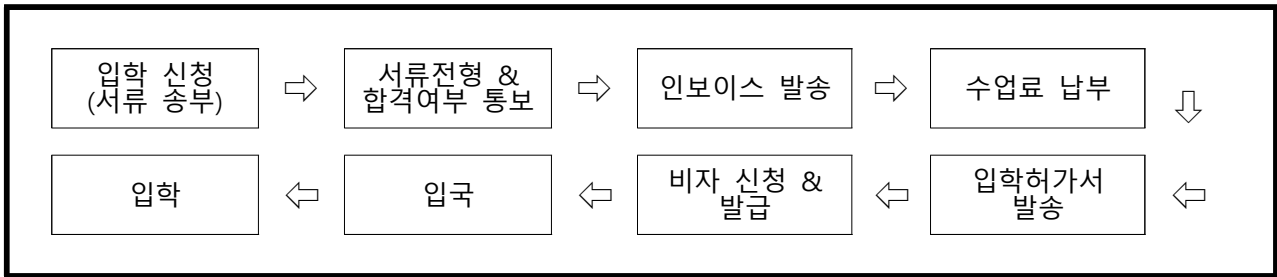 입학 신청
(서류 송부)
⇨
서류전형 &
합격여부 통보
⇨
인보이스 발송
⇨
수업료 납부
⇩
⇦
입학허가서
발송
⇦
비자 신청 &
발급
⇦
입국
⇦
입학